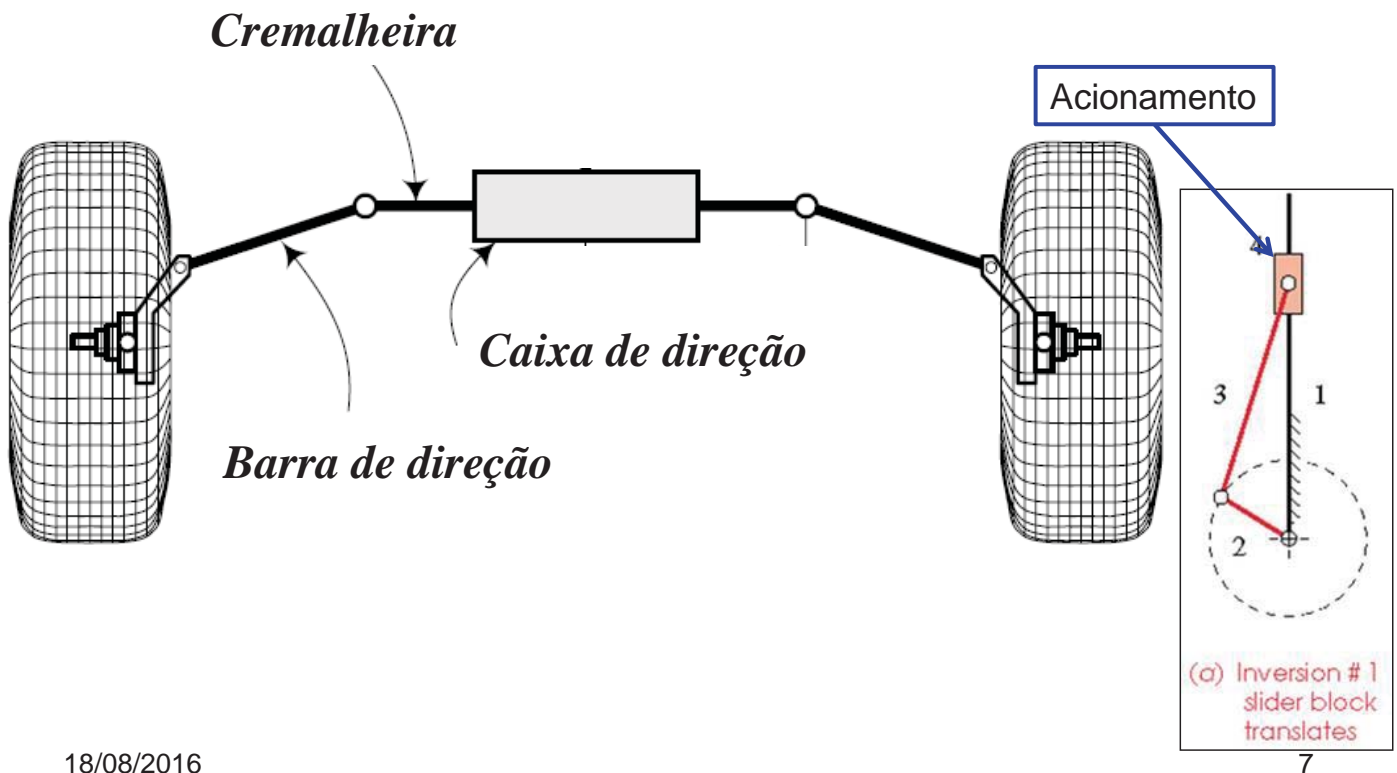 Cremalheira
Acionamento
4
Caixa de direção
3
1
Barra de direção
2
(a) Inversion # 1
slider block
translates
18/08/2016
7